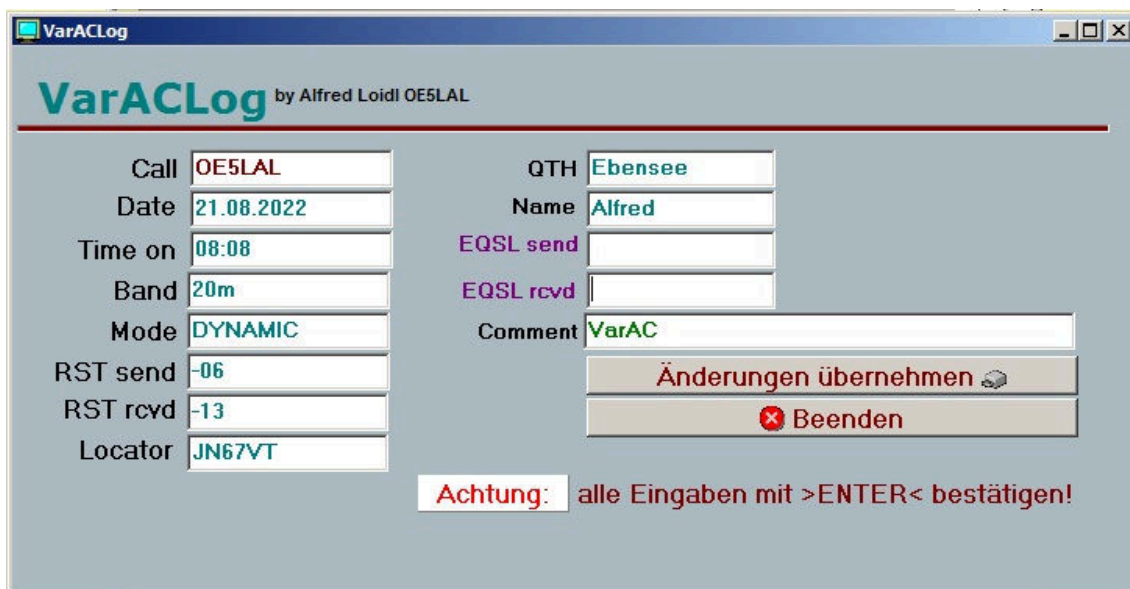 VarACLog
VarACLog by Alfred Loidl OE5LAL
Call OE5LAL
Date 21.08.2022
Time on 08:08
Band 20m
Mode DYNAMIC
RST send -06
RST rcvd -13
Locator JN67VT
QTH Ebensee
Name Alfred
EQSL send
EQSL rcvd
Comment VarAC
Änderungen übernehmen
Beenden
Achtung: alle Eingaben mit >ENTER< bestätigen!